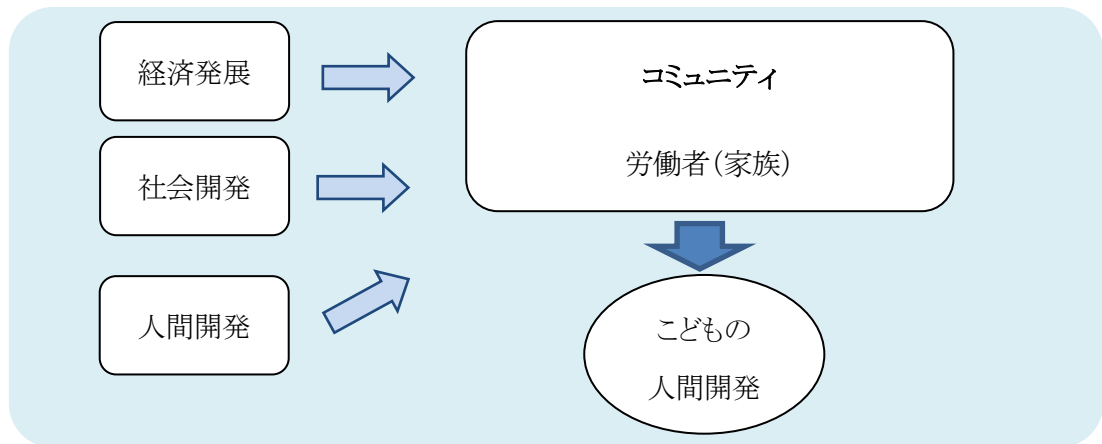 経済発展
社会開発
人間開発
コミュニティ
労働者（家族）
こどもの
人間開発